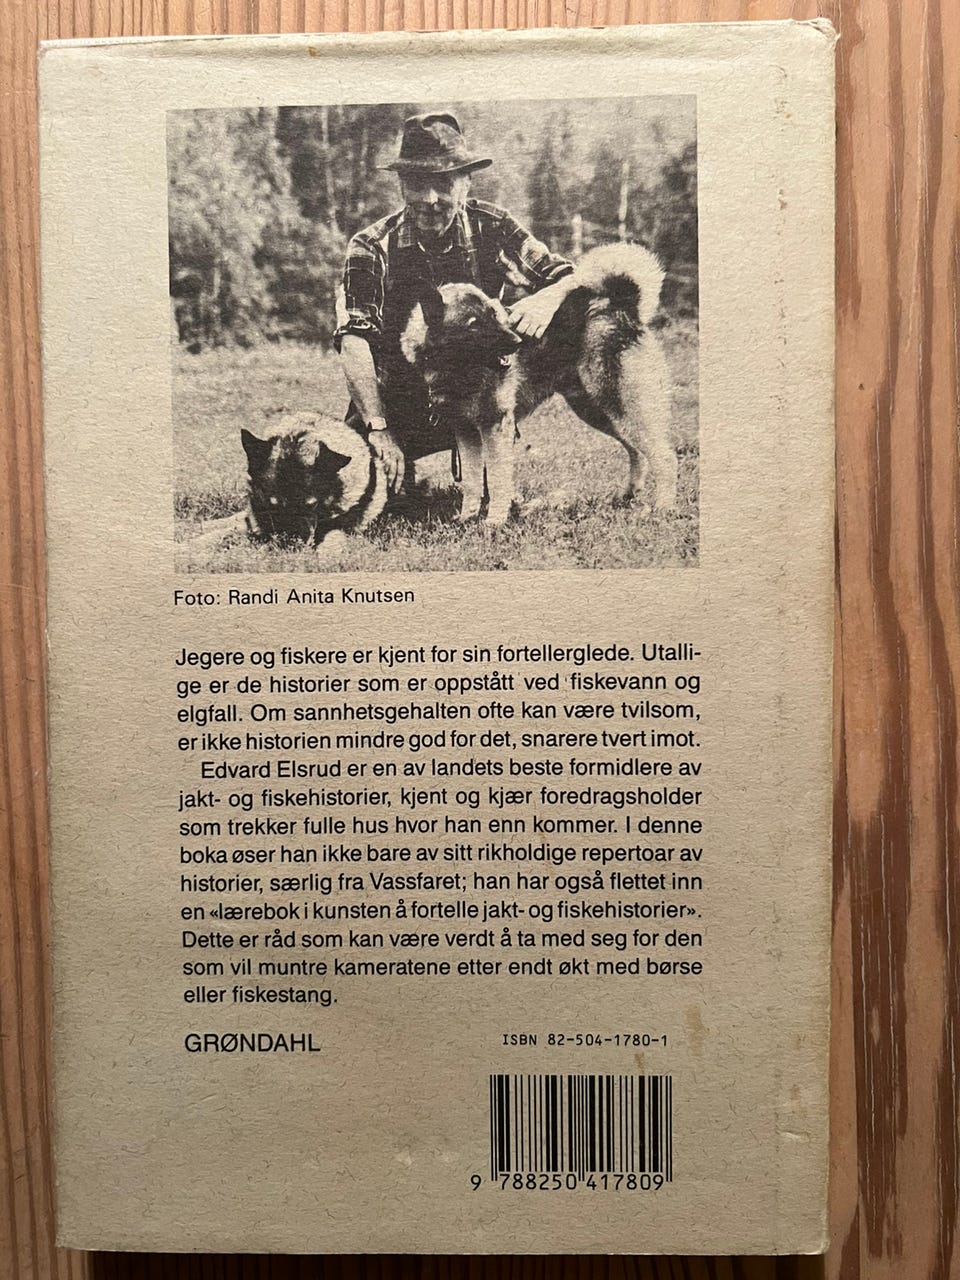 Foto: Randi Anita Knutsen
Jegere og fiskere er kjent for sin fortellerglede. Utalli-
ge er de historier som er oppstått ved fiskevann og
elgfall. Om sannhetsgehalten ofte kan være tvilsom,
er ikke historien mindre god for det, snarere tvert imot.
Edvard Elsrud er en av landets beste formidlere av
jakt- og fiskehistorier, kjent og kjær foredragsholder
som trekker fulle hus hvor han enn kommer. I denne
boka øser han ikke bare av sitt rikholdige repertoar av
historier, særlig fra Vassfaret; han har også flettet inn
en «lærebok i kunsten å fortelle jakt- og fiskehistorier».
Dette er råd som kan være verdt å ta med seg for den
som vil muntre kameratene etter endt økt med børse
eller fiskestang.
GRØNDAHL
ISBN 82-504-1780-1
9 788250 417809